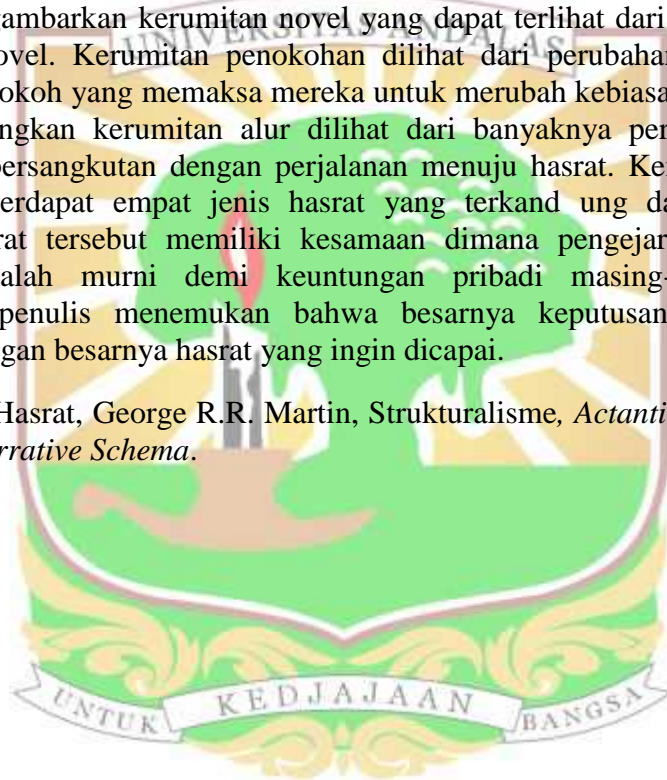 gambarkan kerumitan novel yang dapat terlihat dari
UNIVERSITAS ANDALAS
ovel. Kerumitan penokohan dilihat dari perubahan
okoh yang memaksa mereka untuk merubah kebiasa
ngkan kerumitan alur dilihat dari banyaknya per
bersangkutan dengan perjalanan menuju hasrat. Ke
erdapat empat jenis hasrat yang terkand ung da
rat tersebut memiliki kesamaan dimana pengejar
alah murni demi keuntungan pribadi masing-
penulis menemukan bahwa besarnya keputusan
gan besarnya hasrat yang ingin dicapai.
Hasrat, George R.R. Martin, Strukturalisme, Actanti
rrative Schema.
UNTUK KEDJAJAAN BANGSA